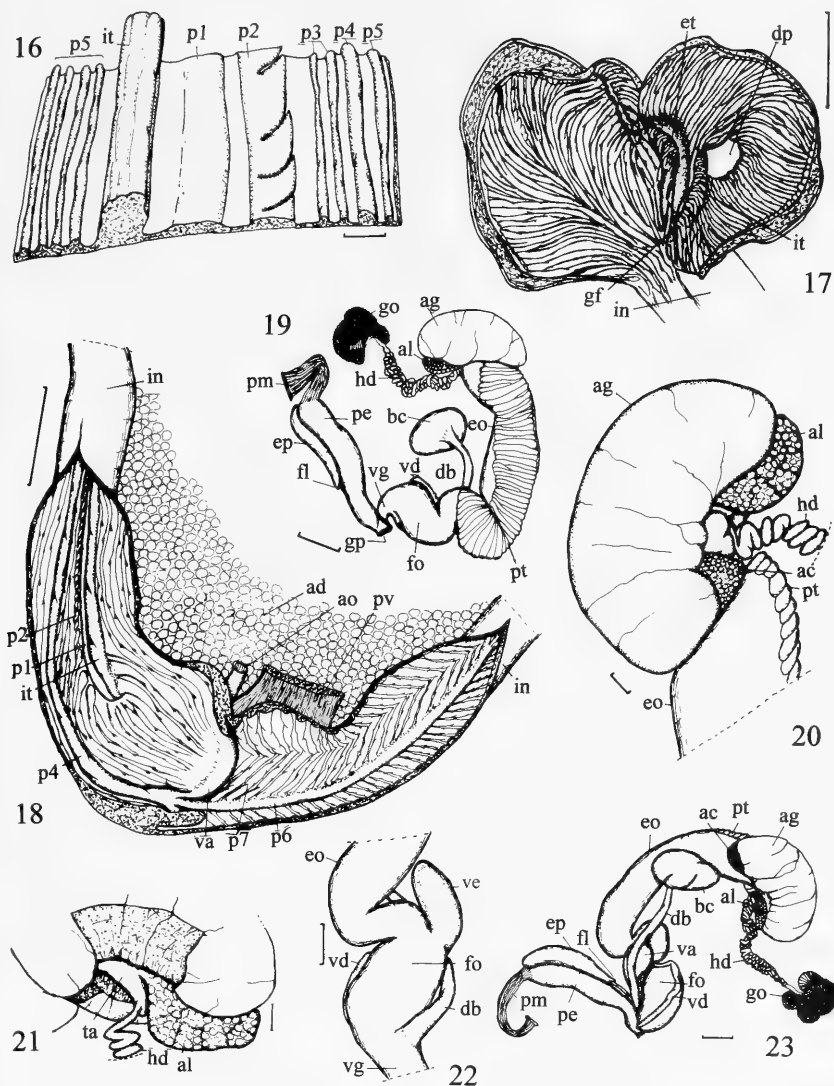 16
p5
it
p1
p2
p3
p4
p5
et
dp
it
17
gf
in
19
go
ag
al
hd
pm
pe
ep
fl
bc
eo
vg
vd
db
gp
fo
pt
in
ad
ao
pv
in
p2
p1
it
p4
18
va
p7
p6
ag
al
hd
ac
pt
eo
20
21
ta
hd
al
eo
ve
vd
fo
db
vg
22
eo
ac
pt
ag
al
bc
db
ep
fl
va
hd
fo
pm
pe
vd
go
23